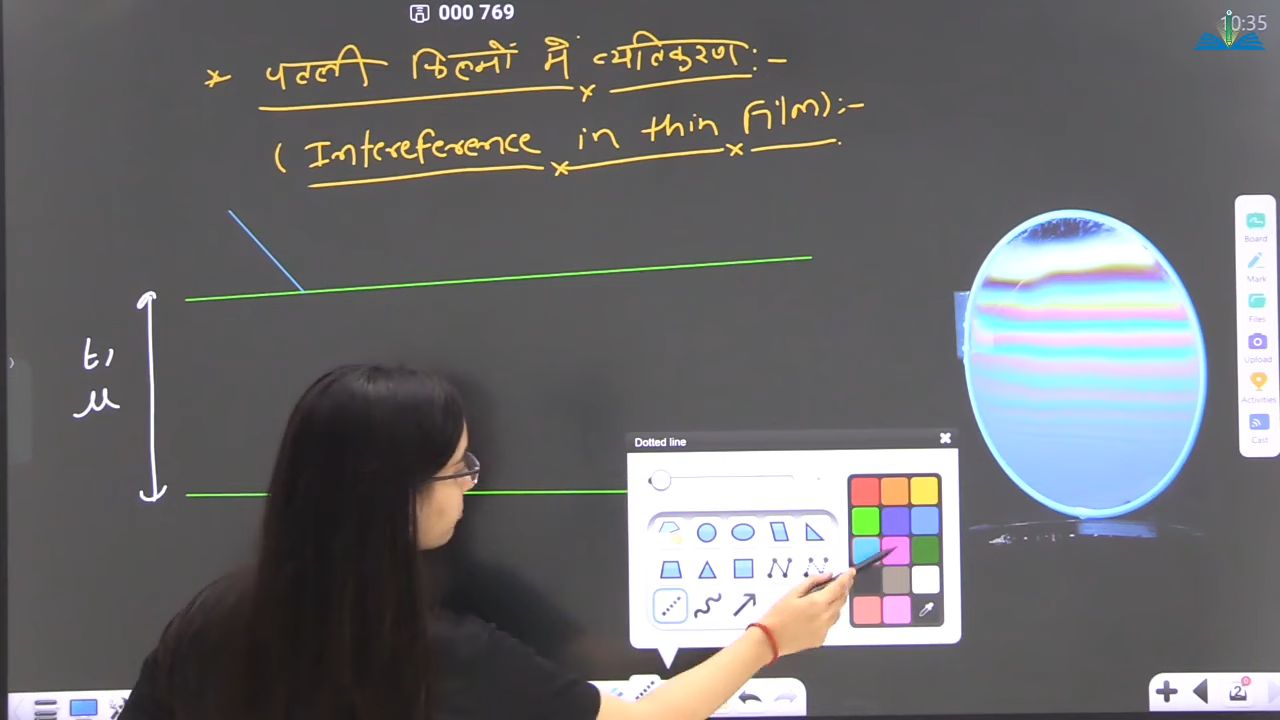 000 769
10:35
* पतली फिल्मों में व्यतिकरण :-
( Intereference in thin Film) :-
t,
μ
Dotted line
Board
Mark
Files
Upload
Activities
Cast
2